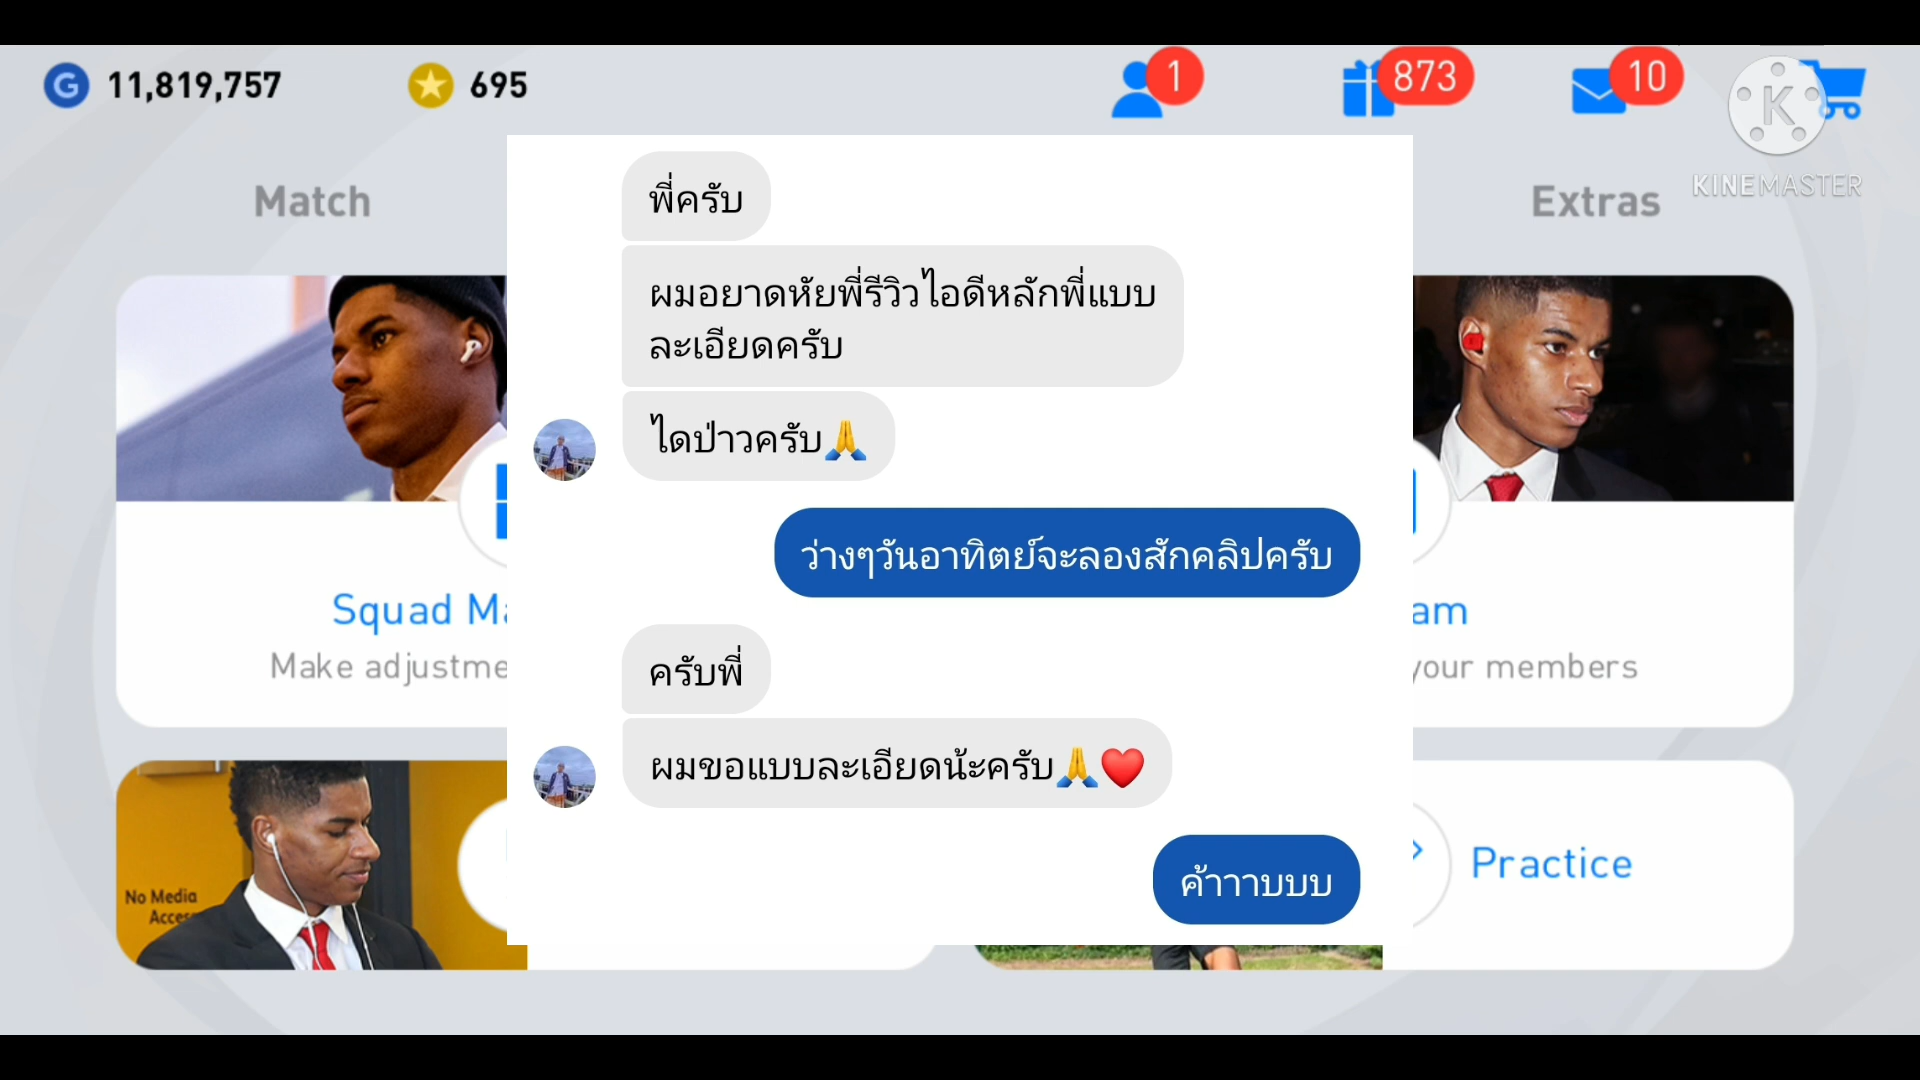 G 11,819,757
695
1
873
10
K
KINEMASTER
Match
Extras
พี่ครับ
ผมอยาดหัยพี่รีวิวไอดีหลักพี่แบบ
ละเอียดครับ
ไดป่าวครับ🙏
ว่างๆวันอาทิตย์จะลองสักคลิปครับ
ครับพี่
ผมขอแบบละเอียดน้ะครับ🙏❤️
ค้าาาบบบ
Squad Ma
Make adjustme
am
your members
No Media
Access
Practice